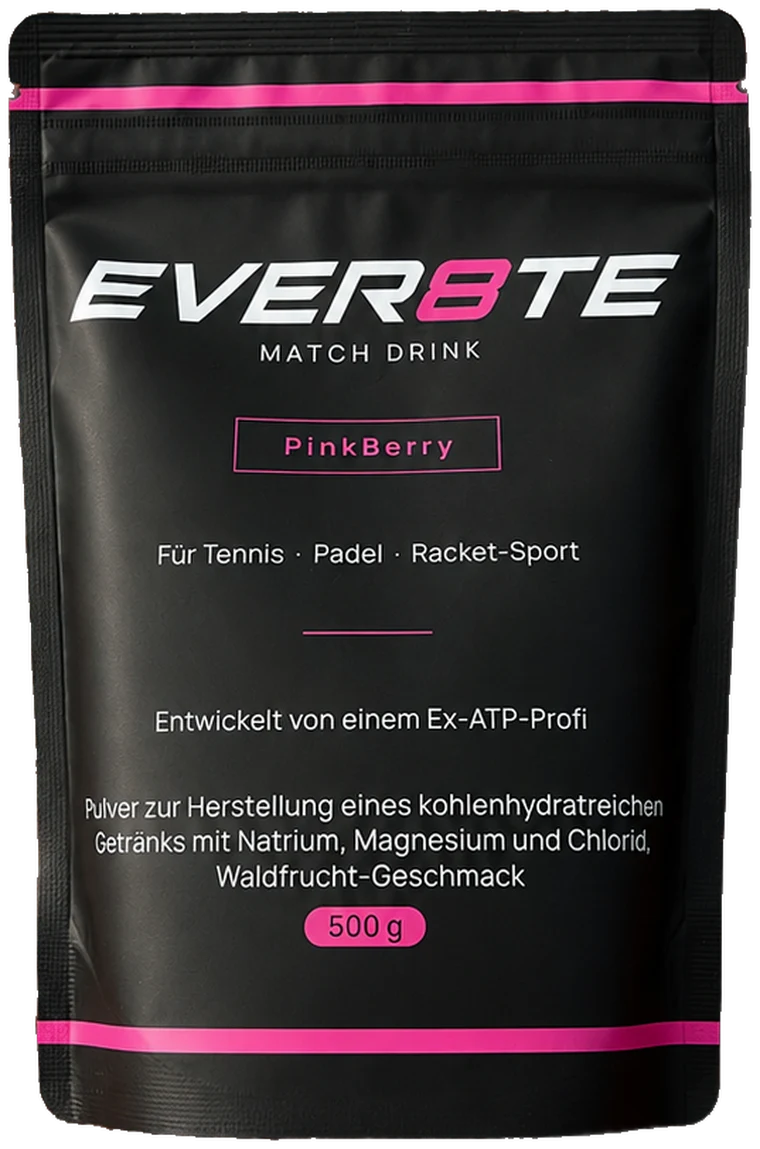 EVER8TE
MATCH DRINK
PinkBerry
Für Tennis · Padel · Racket-Sport
Entwickelt von einem Ex-ATP-Profi
Pulver zur Herstellung eines kohlenhydratreichen
Getränks mit Natrium, Magnesium und Chlorid,
Waldfrucht-Geschmack
500 g